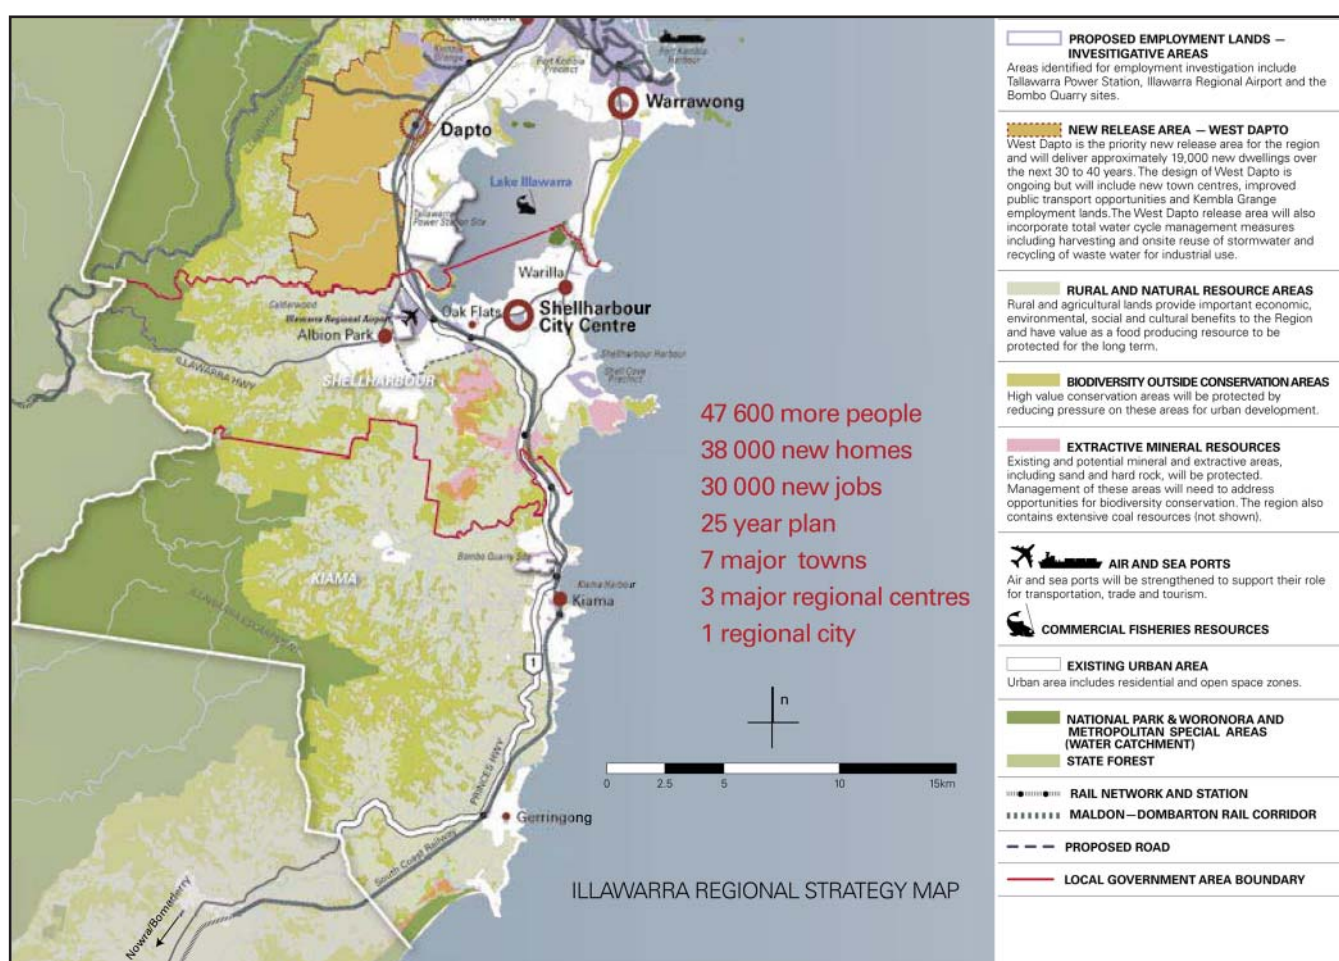 Port Kembla
Harbour
Kembla
Grange
Port Kembla
Precinct
Warrawong
Dapto
Lake Illawarra
Tallawarra
Power Station Site
Warilla
Calderwood
Illawarra Regional Airport
Oak Flats
Shellharbour
City Centre
Albion Park
Shellharbour Harbour
Shell Cove
Precinct
ILLAWARRA HWY
SHELLHARBOUR
47 600 more people
38 000 new homes
30 000 new jobs
25 year plan
7 major towns
3 major regional centres
1 regional city
Bombo Quarry Site
KIAMA
Kiama Harbour
Kiama
ILLAWARRA ESCARPMENT
1
n
PRINCES HWY
0 2.5 5 10 15km
Gerringong
South Coast Railway
ILLAWARRA REGIONAL STRATEGY MAP
Nowra/Bomaderry
PROPOSED EMPLOYMENT LANDS —
INVESITIGATIVE AREAS
Areas identified for employment investigation include
Tallawarra Power Station, Illawarra Regional Airport and the
Bombo Quarry sites.
NEW RELEASE AREA — WEST DAPTO
West Dapto is the priority new release area for the region
and will deliver approximately 19,000 new dwellings over
the next 30 to 40 years. The design of West Dapto is
ongoing but will include new town centres, improved
public transport opportunities and Kembla Grange
employment lands.The West Dapto release area will also
incorporate total water cycle management measures
including harvesting and onsite reuse of stormwater and
recycling of waste water for industrial use.
RURAL AND NATURAL RESOURCE AREAS
Rural and agricultural lands provide important economic,
environmental, social and cultural benefits to the Region
and have value as a food producing resource to be
protected for the long term.
BIODIVERSITY OUTSIDE CONSERVATION AREAS
High value conservation areas will be protected by
reducing pressure on these areas for urban development.
EXTRACTIVE MINERAL RESOURCES
Existing and potential mineral and extractive areas,
including sand and hard rock, will be protected.
Management of these areas will need to address
opportunities for biodiversity conservation. The region also
contains extensive coal resources (not shown).
AIR AND SEA PORTS
Air and sea ports will be strengthened to support their role
for transportation, trade and tourism.
COMMERCIAL FISHERIES RESOURCES
EXISTING URBAN AREA
Urban area includes residential and open space zones.
NATIONAL PARK & WORONORA AND
METROPOLITAN SPECIAL AREAS
(WATER CATCHMENT)
STATE FOREST
RAIL NETWORK AND STATION
MALDON—DOMBARTON RAIL CORRIDOR
PROPOSED ROAD
LOCAL GOVERNMENT AREA BOUNDARY